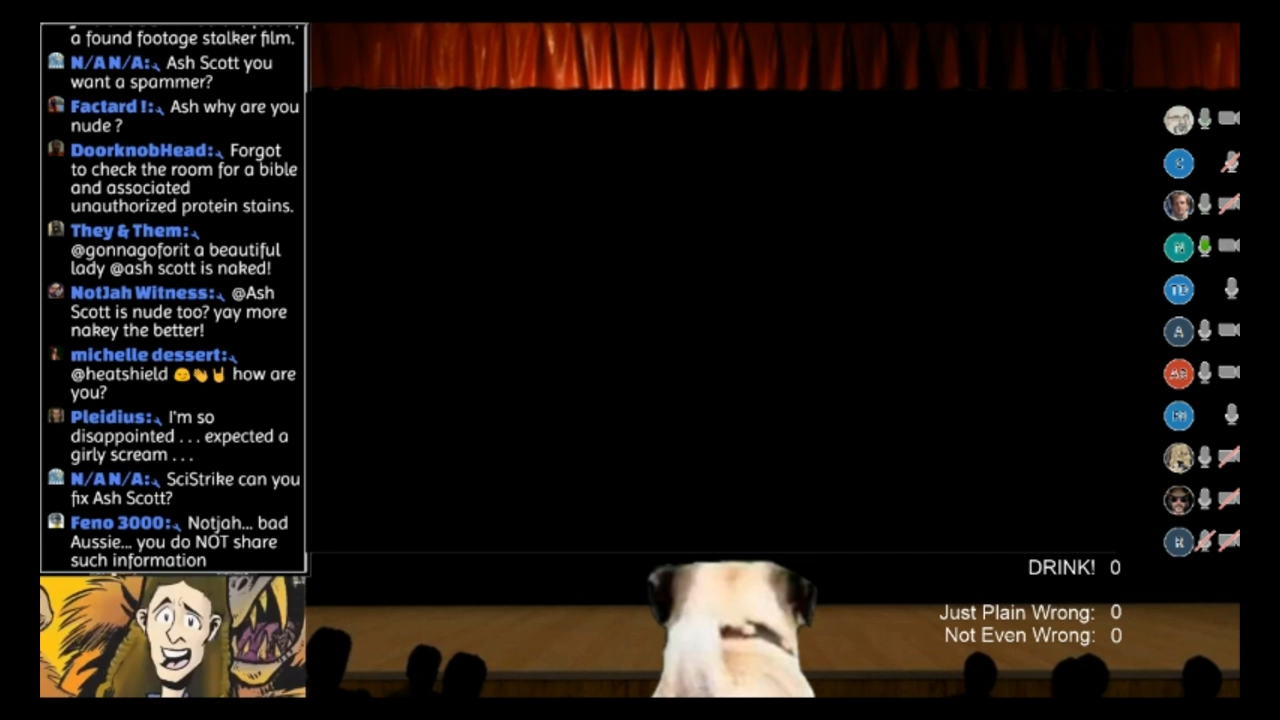 a found footage stalker film.
N/A N/A: Ash Scott you
want a spammer?
Factard !: Ash why are you
nude ?
DoorknobHead: Forgot
to check the room for a bible
and associated
unauthorized protein stains.
They & Them:
@gonnagoforit a beautiful
lady @ash scott is naked!
NotJah Witness: @Ash
Scott is nude too? yay more
nakey the better!
michelle dessert:
@heatshield 😏👏🤘 how are
you?
Pleidius: I'm so
disappointed . . . expected a
girly scream . . .
N/A N/A: SciStrike can you
fix Ash Scott?
Feno 3000: Notjah... bad
Aussie... you do NOT share
such information
S
N
A
DRINK! 0
Just Plain Wrong: 0
Not Even Wrong: 0